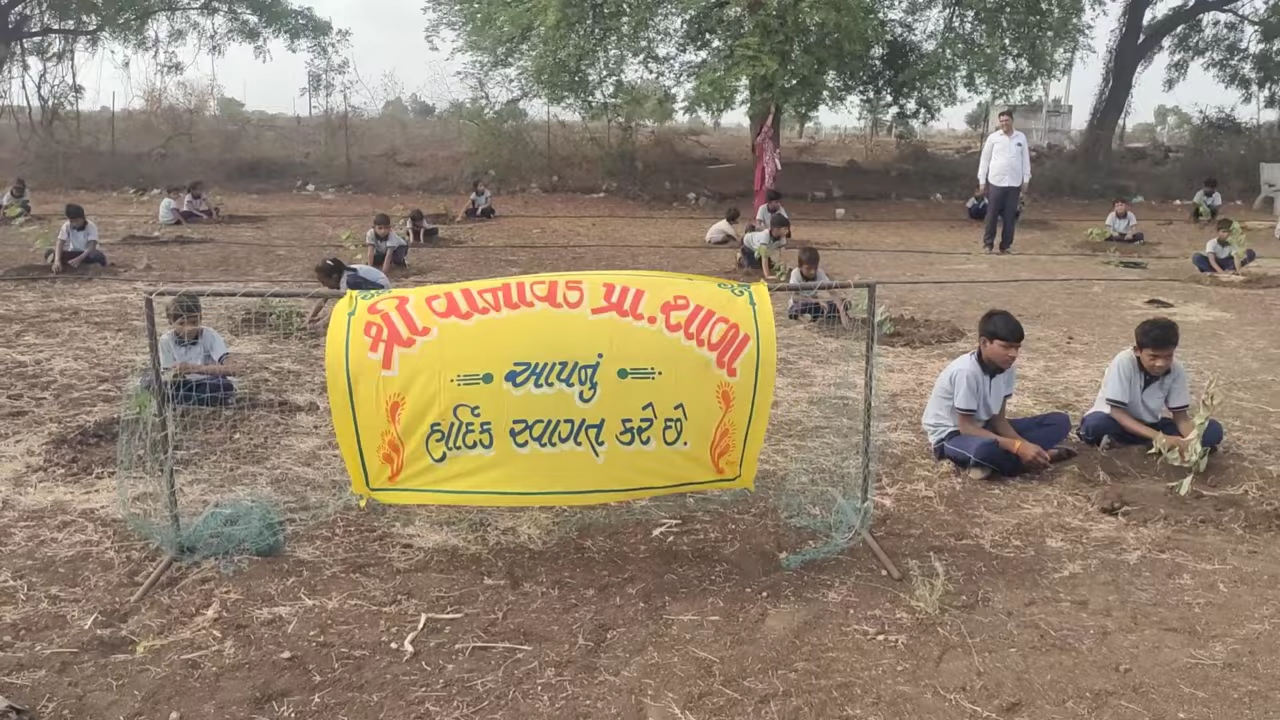 શ્રી વાનાવડ પ્રા. શાળા
આપનું
હાર્દિક સ્વાગત કરે છે.